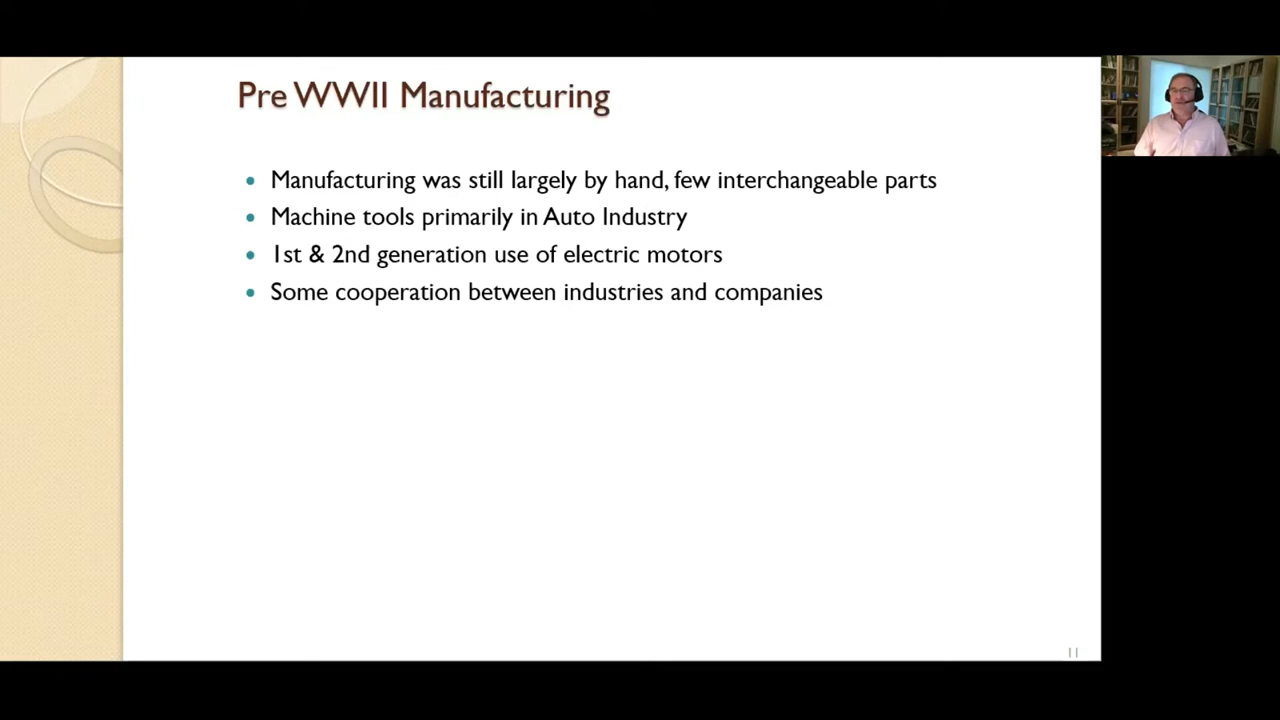 Pre WWII Manufacturing
• Manufacturing was still largely by hand, few interchangeable parts
• Machine tools primarily in Auto Industry
• 1st & 2nd generation use of electric motors
• Some cooperation between industries and companies
11